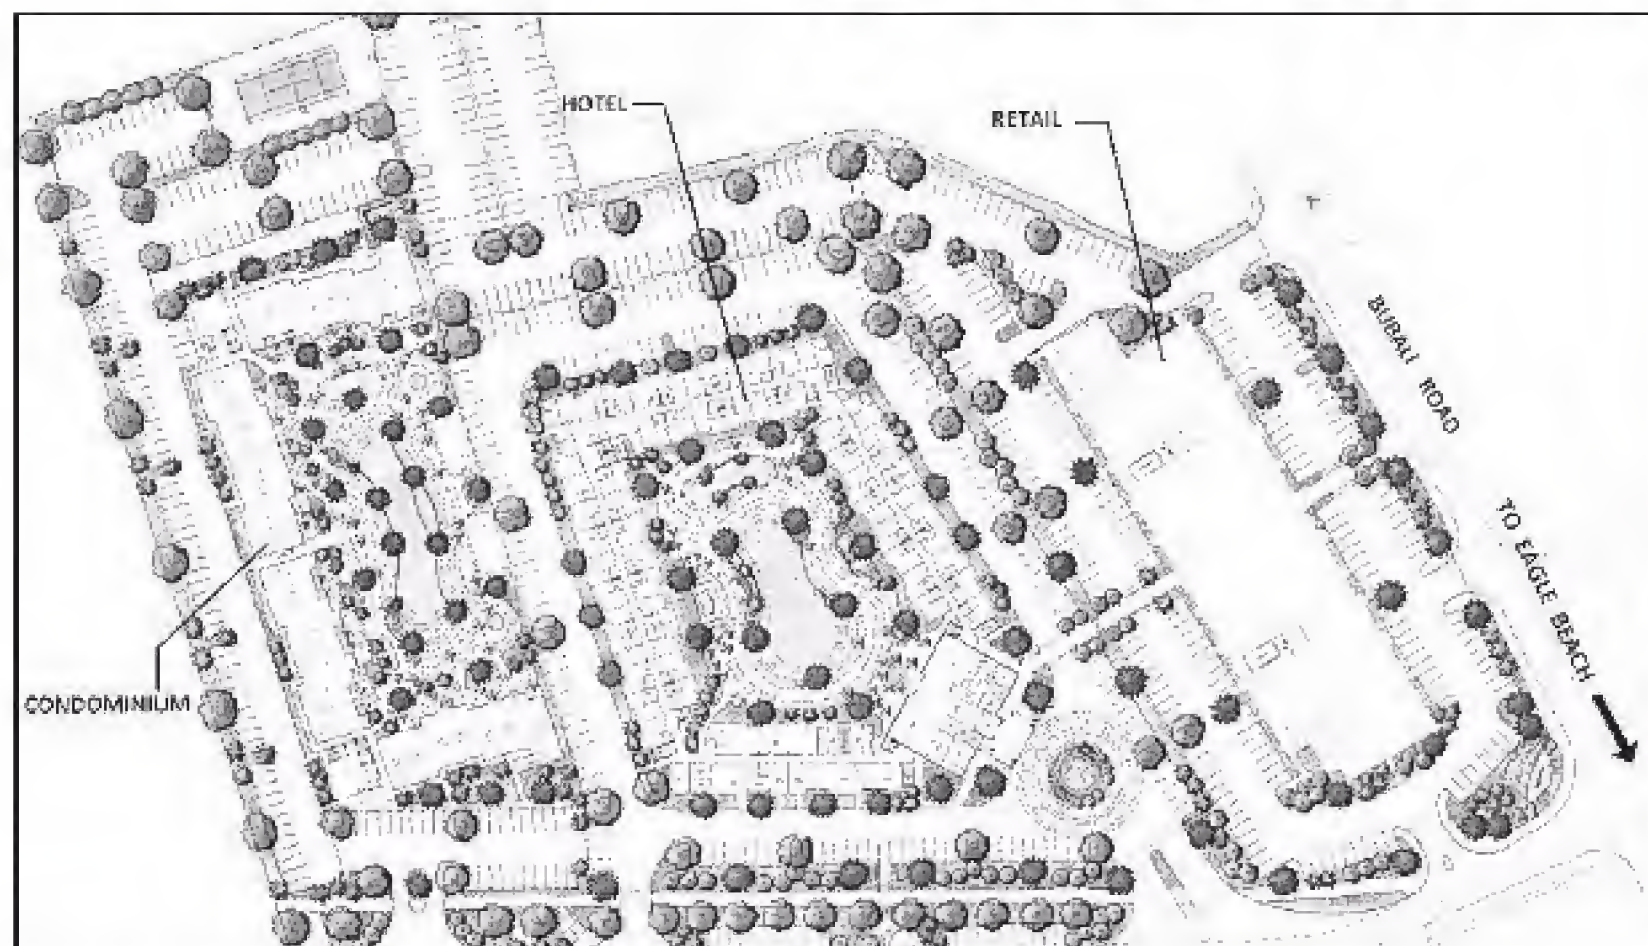 HOTEL
RETAIL
BUBALI ROAD
TO EAGLE BEACH
CONDOMINIUM